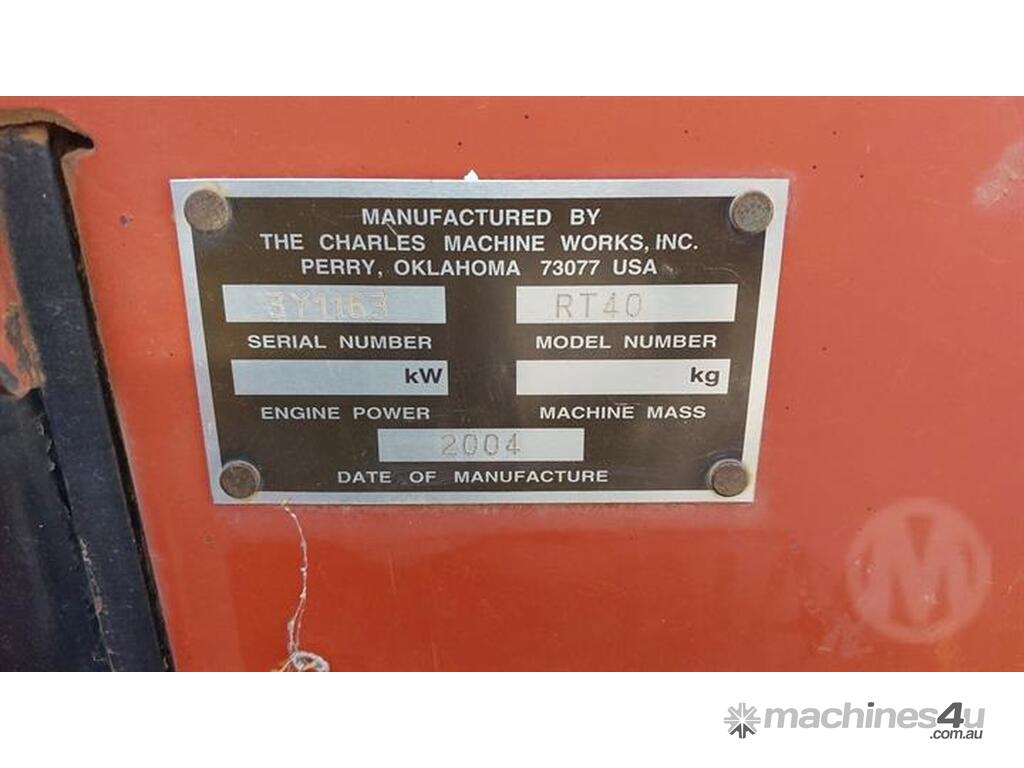 MANUFACTURED BY
THE CHARLES MACHINE WORKS, INC.
PERRY, OKLAHOMA 73077 USA
3Y1163 RT40
SERIAL NUMBER MODEL NUMBER
kW kg
ENGINE POWER MACHINE MASS
2004
DATE OF MANUFACTURE
M
machines4u
.com.au